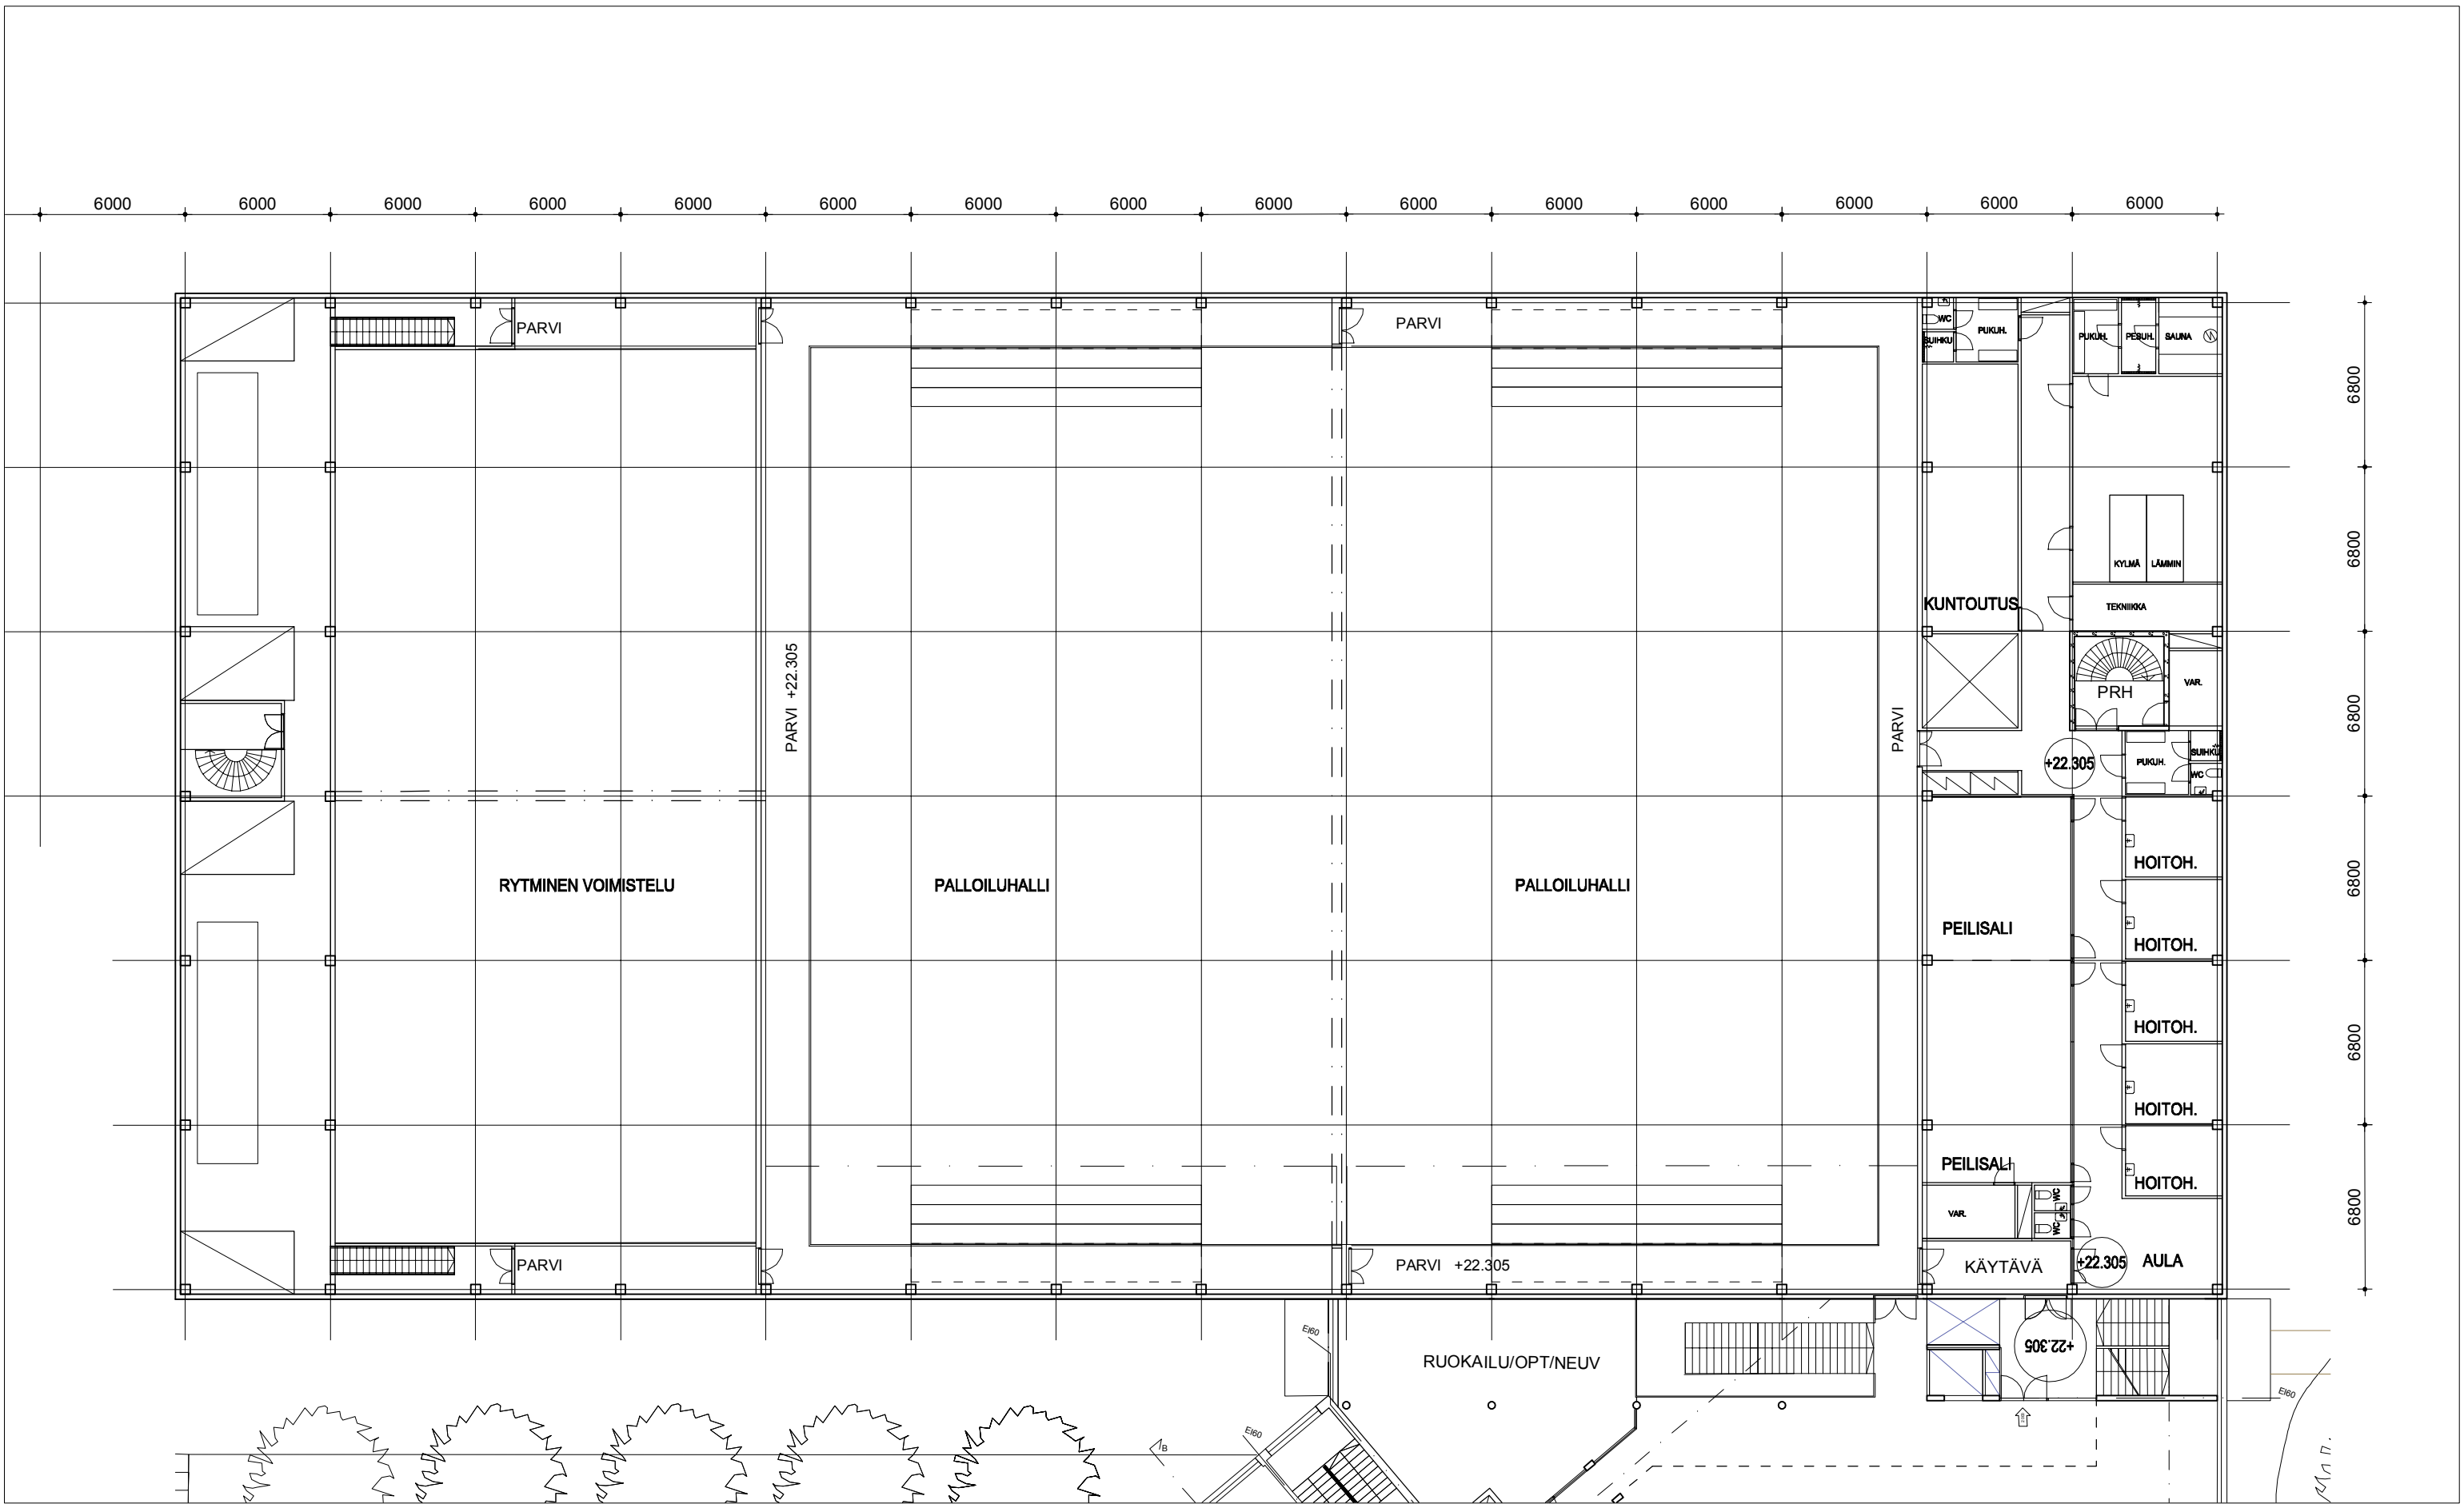 6000 6000 6000 6000 6000 6000 6000 6000 6000 6000 6000 6000 6000 6000 6000
PARVI
PARVI
WC
SUIHKU
PUKUH.
PUKUH.
PESUH.
SAUNA
6800
6800
KYLMÄ
LÄMMIN
KUNTOUTUS
TEKNIIKKA
PARVI +22.305
PARVI
PRH
VAR.
6800
+22.305
PUKUH.
SUIHKU
WC
RYTMINEN VOIMISTELU
PALLOILUHALLI
PALLOILUHALLI
HOITOH.
6800
PEILISALI
HOITOH.
HOITOH.
6800
HOITOH.
PEILISALI
HOITOH.
VAR.
WC
WC
6800
PARVI
PARVI +22.305
KÄYTÄVÄ
+22.305
AULA
EI60
RUOKAILU/OPT/NEUV
+22.305
EI60
EI60
B